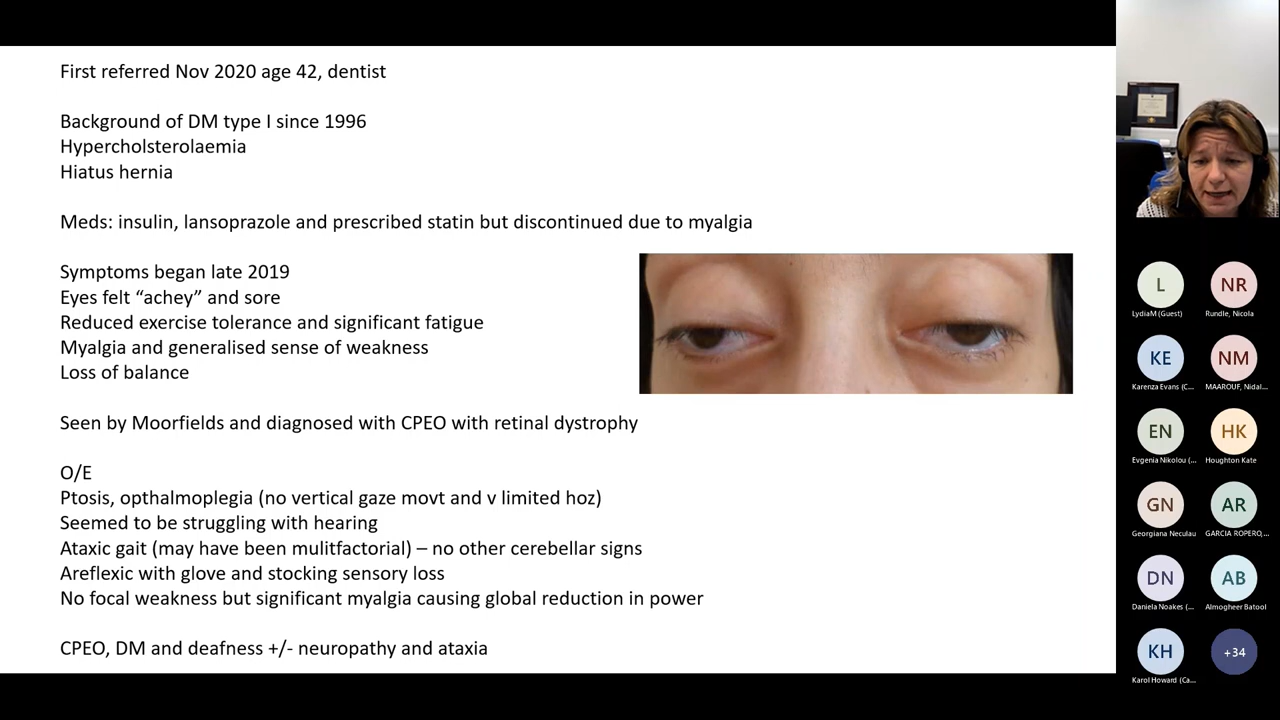 First referred Nov 2020 age 42, dentist
Background of DM type I since 1996
Hypercholsterolaemia
Hiatus hernia
Meds: insulin, lansoprazole and prescribed statin but discontinued due to myalgia
Symptoms began late 2019
Eyes felt “achey” and sore
Reduced exercise tolerance and significant fatigue
Myalgia and generalised sense of weakness
Loss of balance
Seen by Moorfields and diagnosed with CPEO with retinal dystrophy
O/E
Ptosis, opthalmoplegia (no vertical gaze movt and v limited hoz)
Seemed to be struggling with hearing
Ataxic gait (may have been mulitfactorial) – no other cerebellar signs
Areflexic with glove and stocking sensory loss
No focal weakness but significant myalgia causing global reduction in power
CPEO, DM and deafness +/- neuropathy and ataxia
L NR
LydiaM (Guest) Rundle, Nicola
KE NM
Karenza Evans (C... MAAROUF, Nidal...
EN HK
Evgenia Nikolou (... Houghton Kate
GN AR
Georgiana Neculau GARCIA ROPERO,...
DN AB
Daniela Noakes (... Almogheer Batool
KH +34
Karol Howard (Ca...